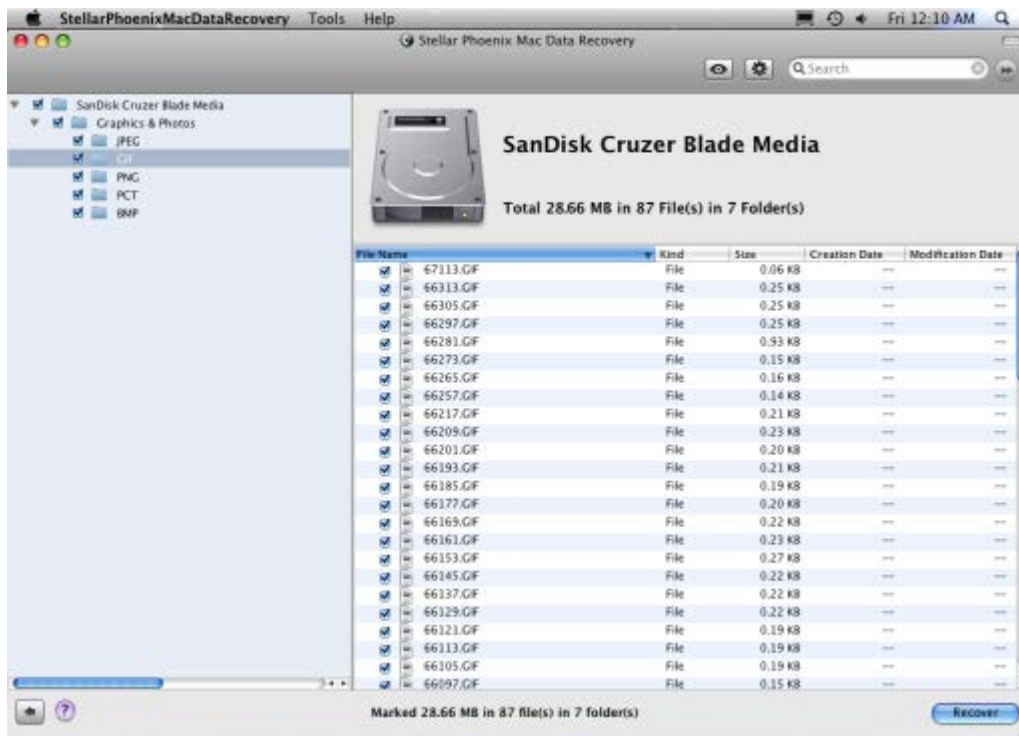 StellarPhoenixMacDataRecovery Tools Help Fri 12:10 AM
Stellar Phoenix Mac Data Recovery
Search
SanDisk Cruzer Blade Media
Graphics & Photos
JPEG
GIF
PNG
PCT
BMP
SanDisk Cruzer Blade Media
Total 28.66 MB in 87 File(s) in 7 Folder(s)
File Name Kind Size Creation Date Modification Date
67113.GIF File 0.06 KB -- --
66313.GIF File 0.25 KB -- --
66305.GIF File 0.25 KB -- --
66297.GIF File 0.25 KB -- --
66281.GIF File 0.93 KB -- --
66273.GIF File 0.15 KB -- --
66265.GIF File 0.16 KB -- --
66257.GIF File 0.14 KB -- --
66217.GIF File 0.21 KB -- --
66209.GIF File 0.23 KB -- --
66201.GIF File 0.20 KB -- --
66193.GIF File 0.21 KB -- --
66185.GIF File 0.19 KB -- --
66177.GIF File 0.20 KB -- --
66169.GIF File 0.22 KB -- --
66161.GIF File 0.23 KB -- --
66153.GIF File 0.27 KB -- --
66145.GIF File 0.22 KB -- --
66137.GIF File 0.22 KB -- --
66129.GIF File 0.22 KB -- --
66121.GIF File 0.19 KB -- --
66113.GIF File 0.19 KB -- --
66105.GIF File 0.19 KB -- --
66097.GIF File 0.15 KB -- --
? Marked 28.66 MB in 87 file(s) in 7 folder(s) Recover